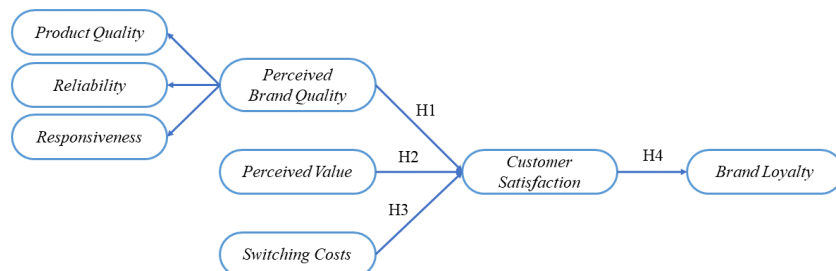 Product Quality
Reliability
Responsiveness
Perceived
Brand Quality
H1
Perceived Value
H2
H3
Switching Costs
Customer
Satisfaction
H4
Brand Loyalty